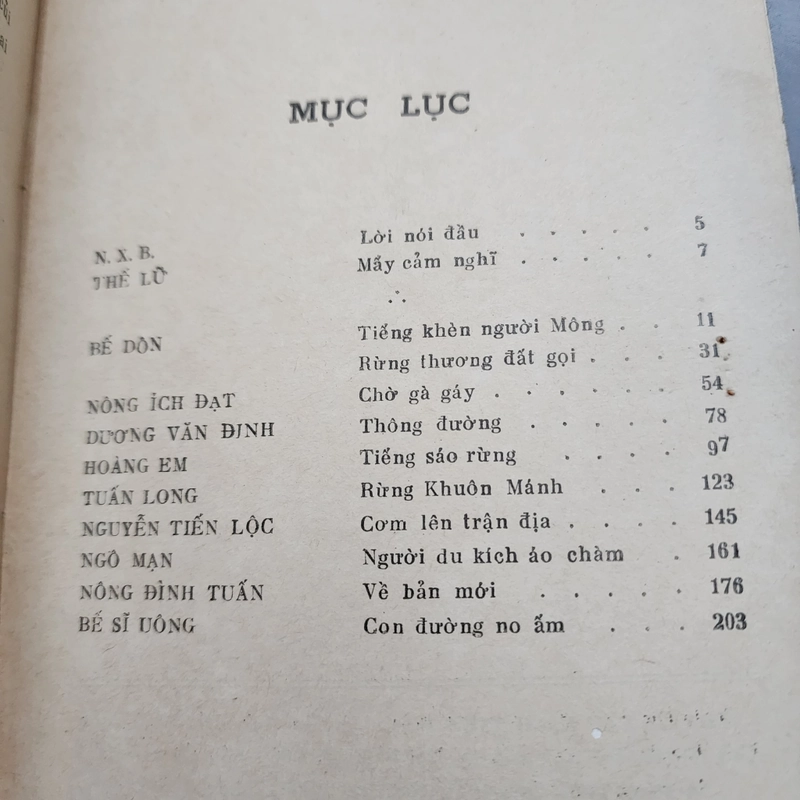 MỤC LỤC
N. X. B. Lời nói đầu . . . . . 5
THẾ LỮ Mấy cảm nghĩ . . . . . 7
BẾ DÔN Tiếng khèn người Mông . . 11
Rừng thương đất gọi . . . 31
NÔNG ÍCH ĐẠT Chờ gà gáy . . . . . . 54
DƯƠNG VĂN ĐỊNH Thông đường . . . . . 78
HOÀNG EM Tiếng sáo rừng . . . . 97
TUẤN LONG Rừng Khuôn Mánh . . . 123
NGUYỄN TIẾN LỘC Cơm lên trận địa . . . . 145
NGÔ MẠN Người du kích áo chàm . 161
NÔNG ĐÌNH TUẤN Về bản mới . . . . . 176
BẾ SĨ UÔNG Con đường no ấm . . . 203